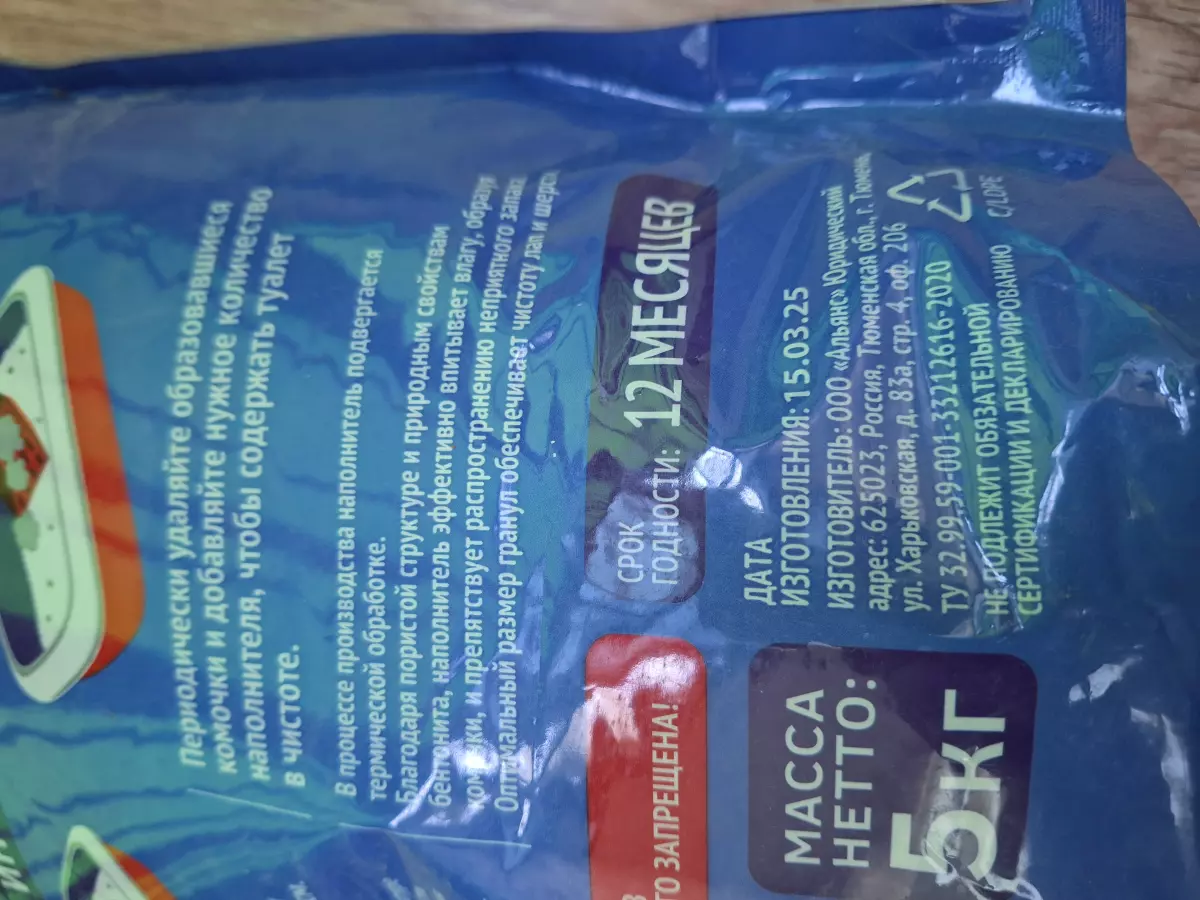 Периодически удаляйте образовавшиеся
комочки и добавляйте нужное количество
наполнителя, чтобы содержать туалет
в чистоте.
В процессе производства наполнитель подвергается
термической обработке.
Благодаря пористой структуре и природным свойствам
бентонита, наполнитель эффективно впитывает влагу, образуя
и препятствует распространению неприятного запаха
Оптимальный размер гранул обеспечивает чистоту лап и шерсти
СРОК
ГОДНОСТИ: 12 МЕСЯЦЕВ
ЗАПРЕЩЕНА!
ДАТА
ИЗГОТОВЛЕНИЯ: 15.03.25
ИЗГОТОВИТЕЛЬ: ООО «Альянс» Юридический
адрес: 625023, Россия, Тюменская обл., г. Тюмень,
ул. Харьковская, д. 83а, стр. 4, оф. 206
ТУ 32.99.59-001-33212616-2020
НЕ ПОДЛЕЖИТ ОБЯЗАТЕЛЬНОЙ
СЕРТИФИКАЦИИ И ДЕКЛАРИРОВАНИЮ
C/LDPE
МАССА
НЕТТО:
5кг